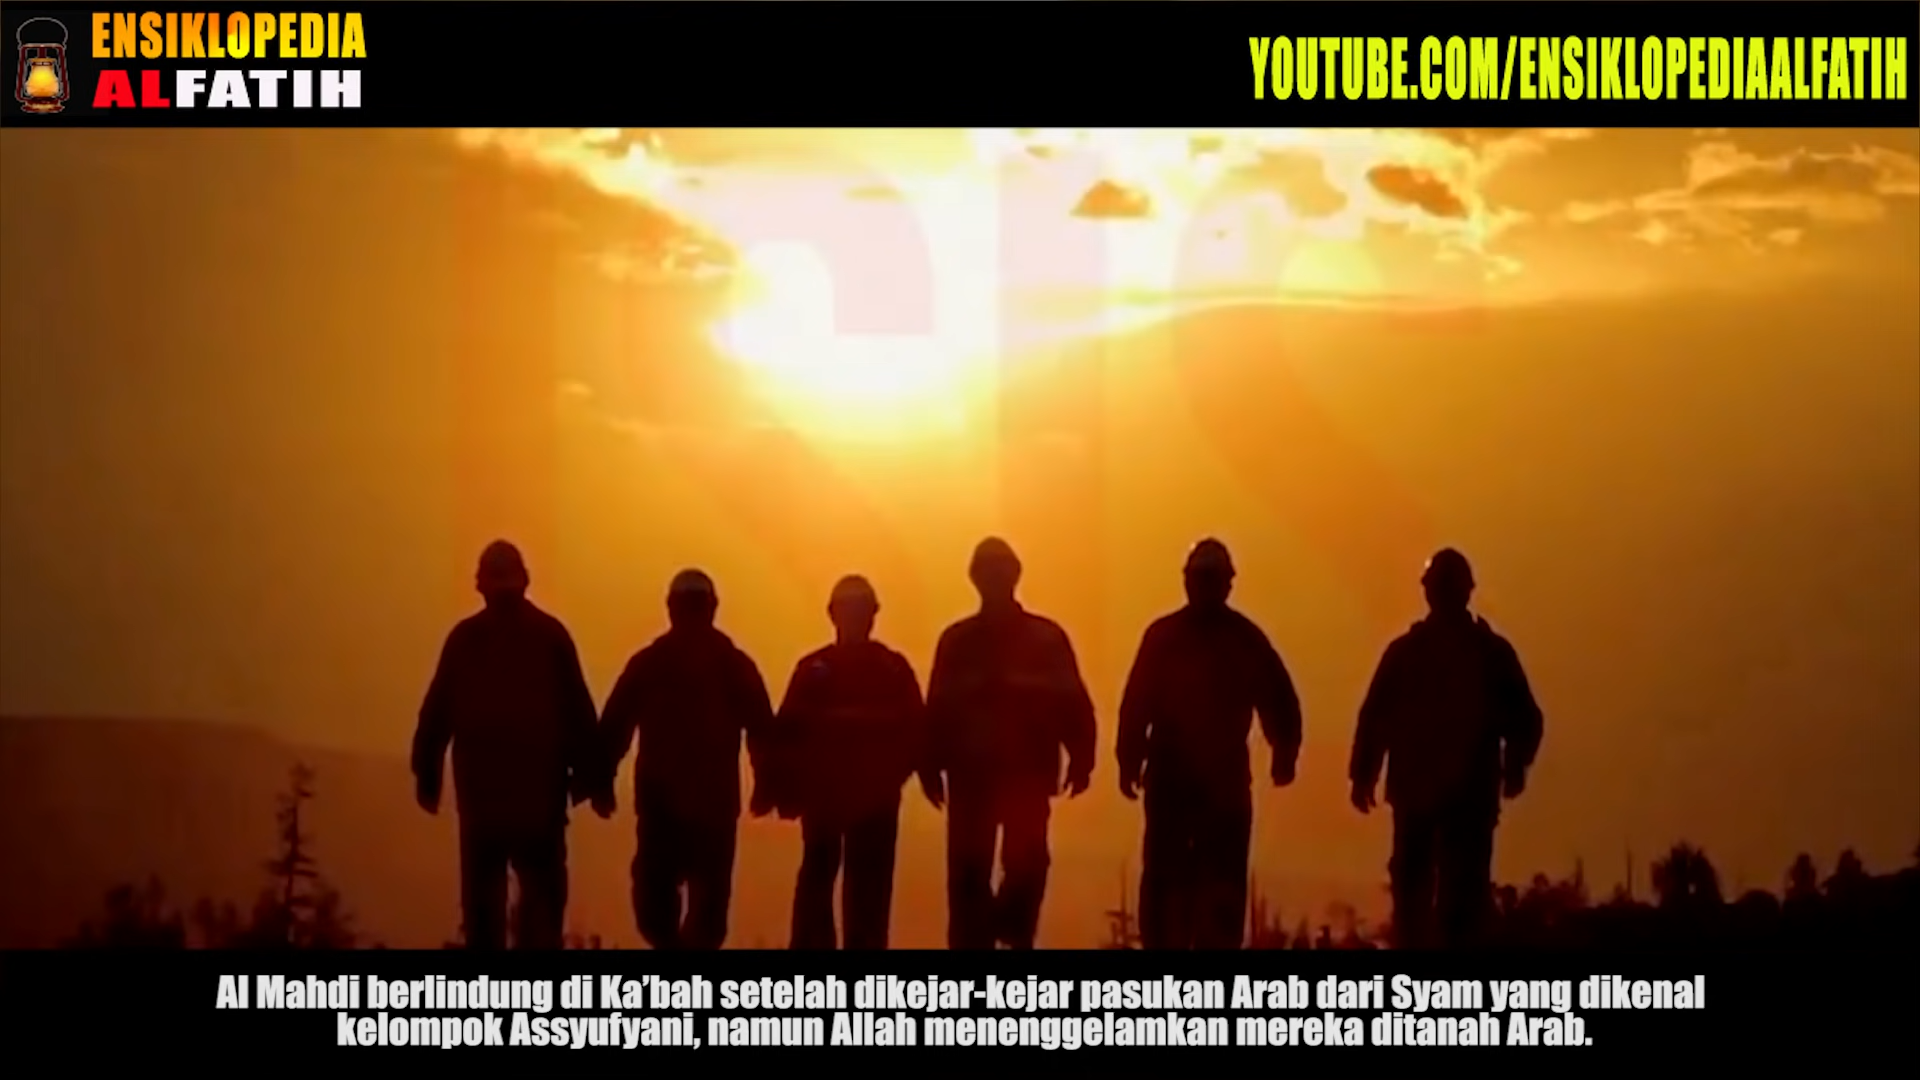 ENSIKLOPEDIA
ALFATIH
YOUTUBE.COM/ENSIKLOPEDIAALFATIH
Al Mahdi berlindung di Ka'bah setelah dikejar-kejar pasukan Arab dari Syam yang dikenal
kelompok Assyufyani, namun Allah menenggelamkan mereka ditanah Arab.